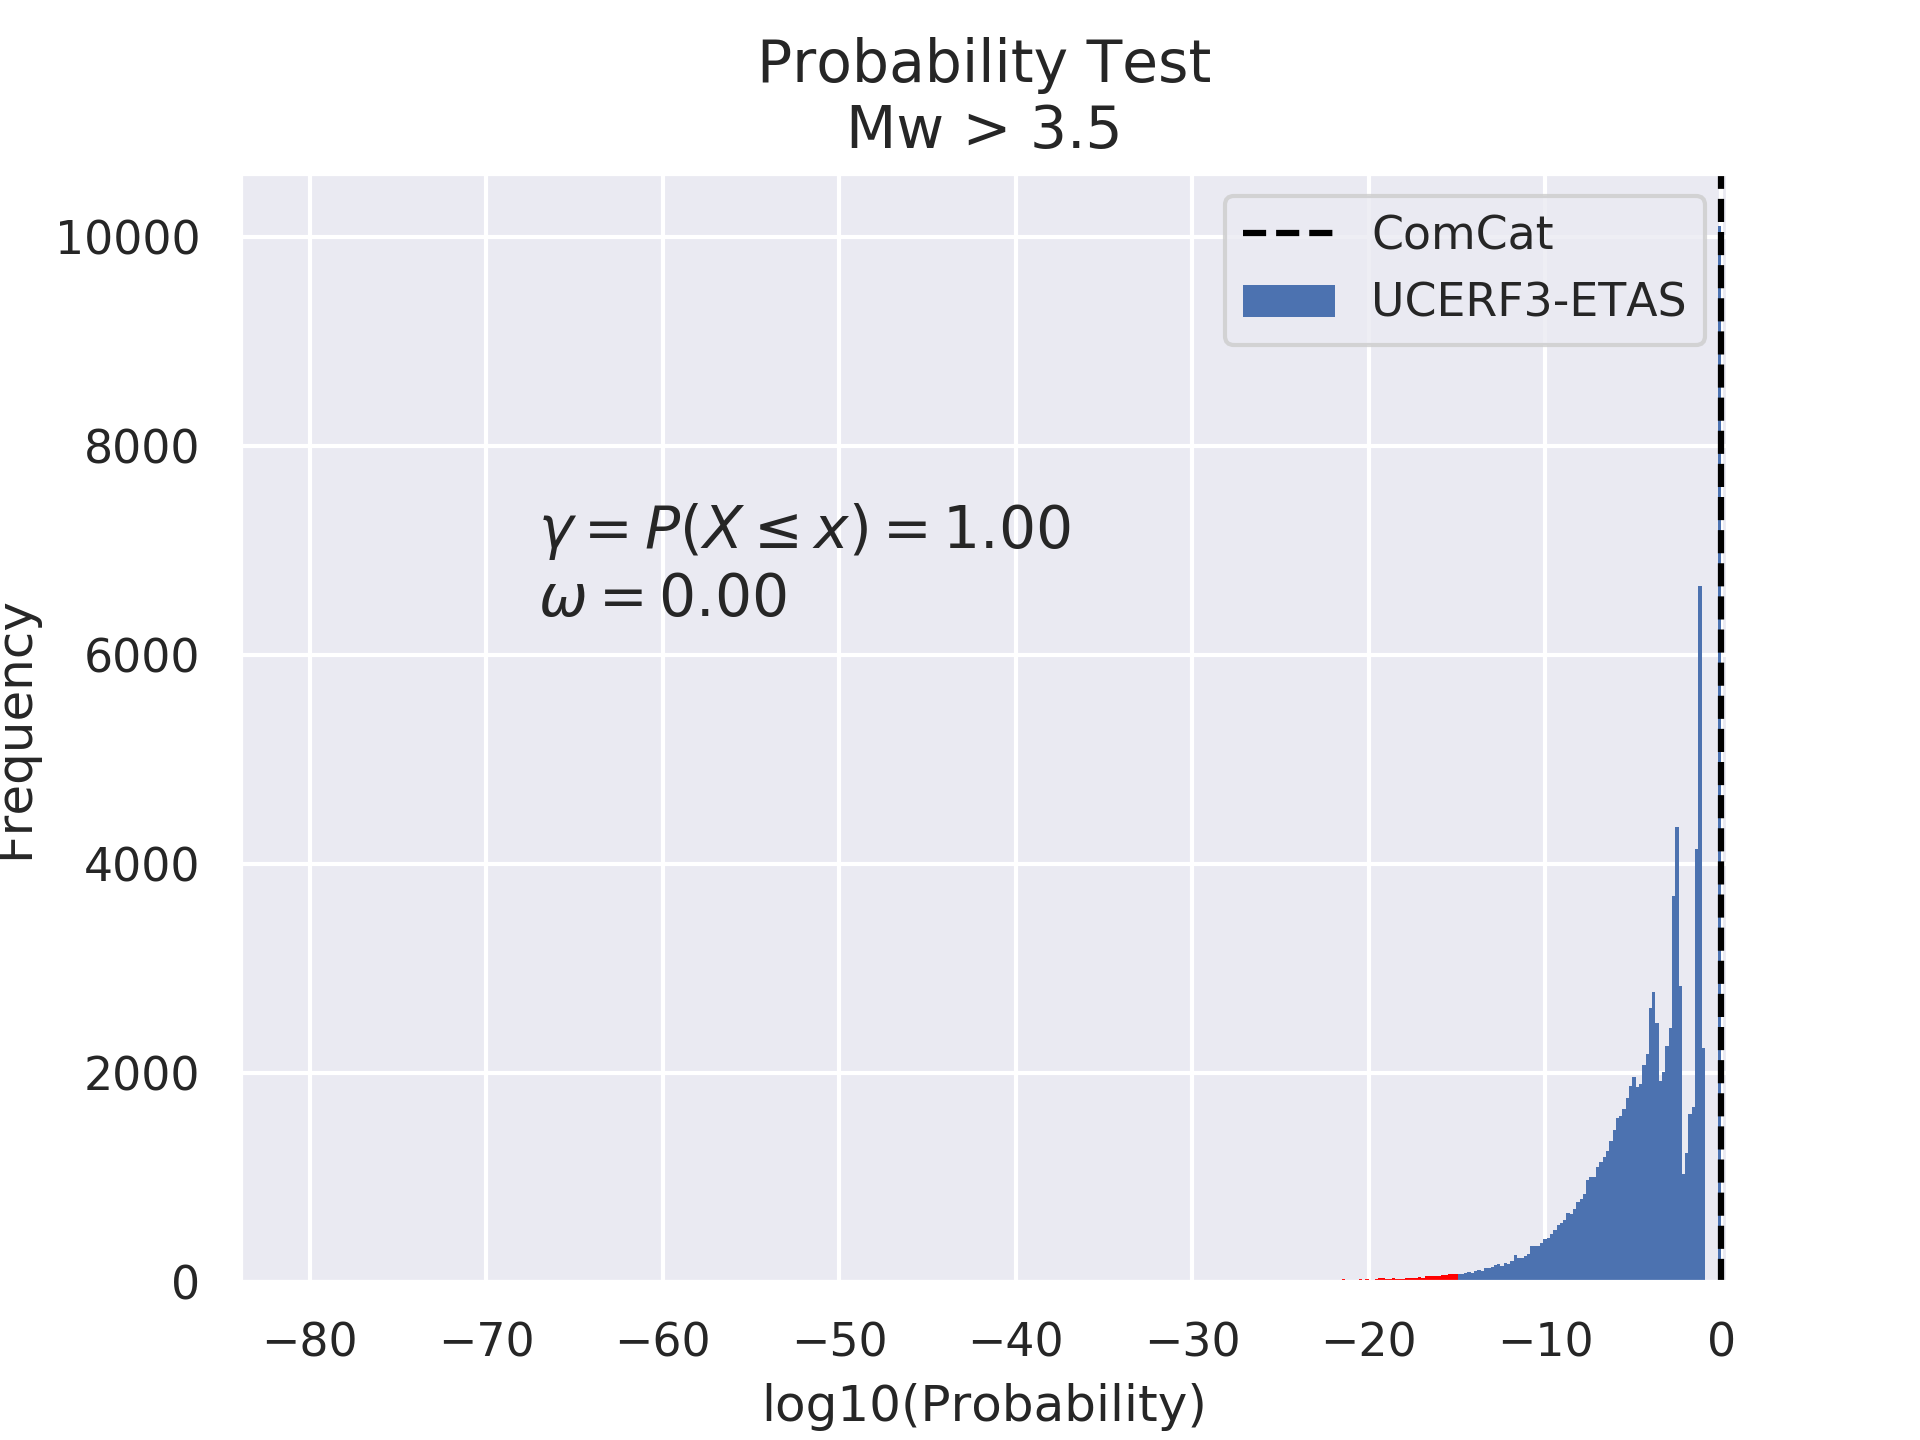 Probability Test
Mw > 3.5
ComCat
UCERF3-ETAS
γ = P(X ≤ x) = 1.00
ω = 0.00
Frequency
10000
8000
6000
4000
2000
0
−80 −70 −60 −50 −40 −30 −20 −10 0
log10(Probability)